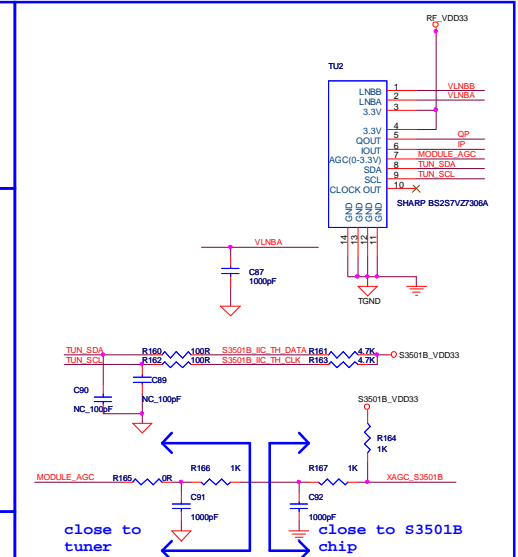 RF_VDD33
TU2
LNBB 1 VLNBB
LNBA 2 VLNBA
3.3V 3
3.3V 4
QOUT 5 QP
IOUT 6 IP
AGC(0-3.3V) 7 MODULE_AGC
SDA 8 TUN_SDA
SCL 9 TUN_SCL
CLOCK OUT 10
SHARP BS2S7VZ7306A
GND GND GND GND
14 13 12 11
TGND
VLNBA
C87
1000pF
TUN_SDA R160 100R S3501B_IIC_TH_DATA R161 4.7K
TUN_SCL R162 100R S3501B_IIC_TH_CLK R163 4.7K
S3501B_VDD33
C89
NC_100pF
C90
NC_100pF
S3501B_VDD33
R164
1K
MODULE_AGC R165 0R R166 1K R167 1K XAGC_S3501B
C91
1000pF
C92
1000pF
close to
tuner
close to S3501B
chip